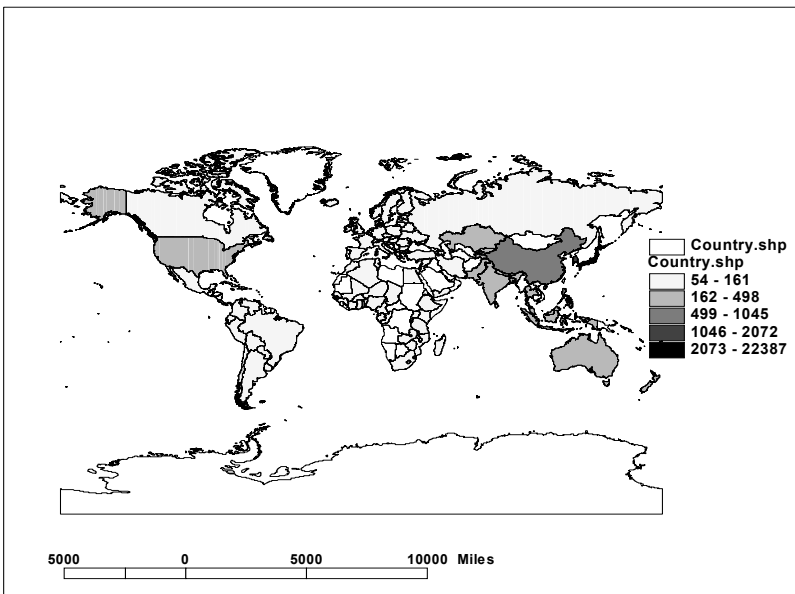 Country.shp
Country.shp
54 - 161
162 - 498
499 - 1045
1046 - 2072
2073 - 22387
5000 0 5000 10000 Miles